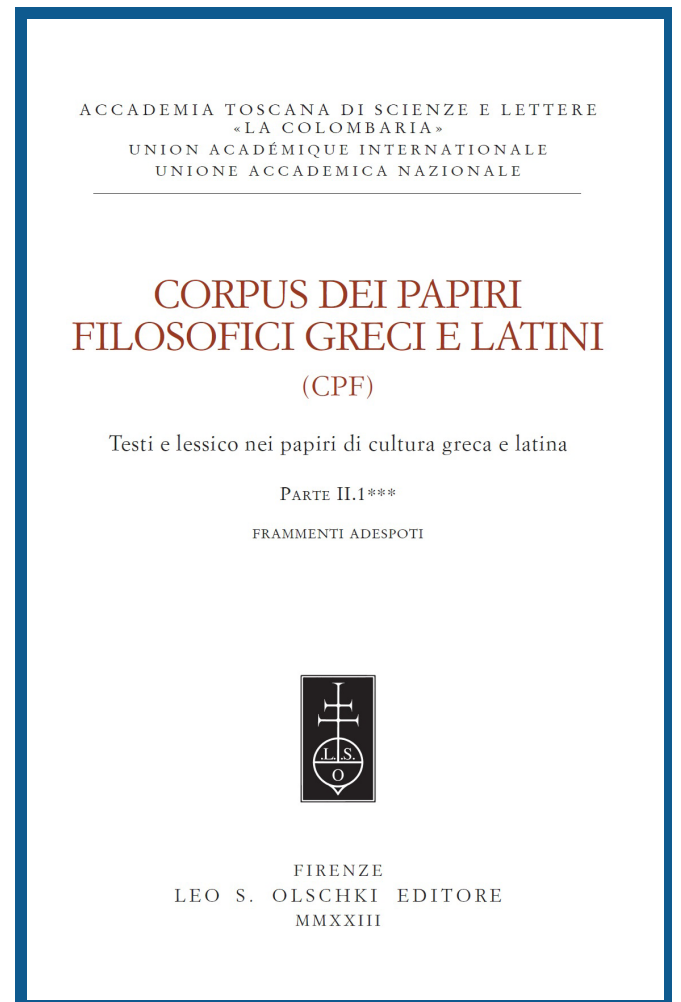 ACCADEMIA TOSCANA DI SCIENZE E LETTERE
«LA COLOMBARIA»
UNION ACADÉMIQUE INTERNATIONALE
UNIONE ACCADEMICA NAZIONALE
CORPUS DEI PAPIRI
FILOSOFICI GRECI E LATINI
(CPF)
Testi e lessico nei papiri di cultura greca e latina
PARTE II.1***
FRAMMENTI ADESPOTI
.L. .S.
O
FIRENZE
LEO S. OLSCHKI EDITORE
MMXXIII